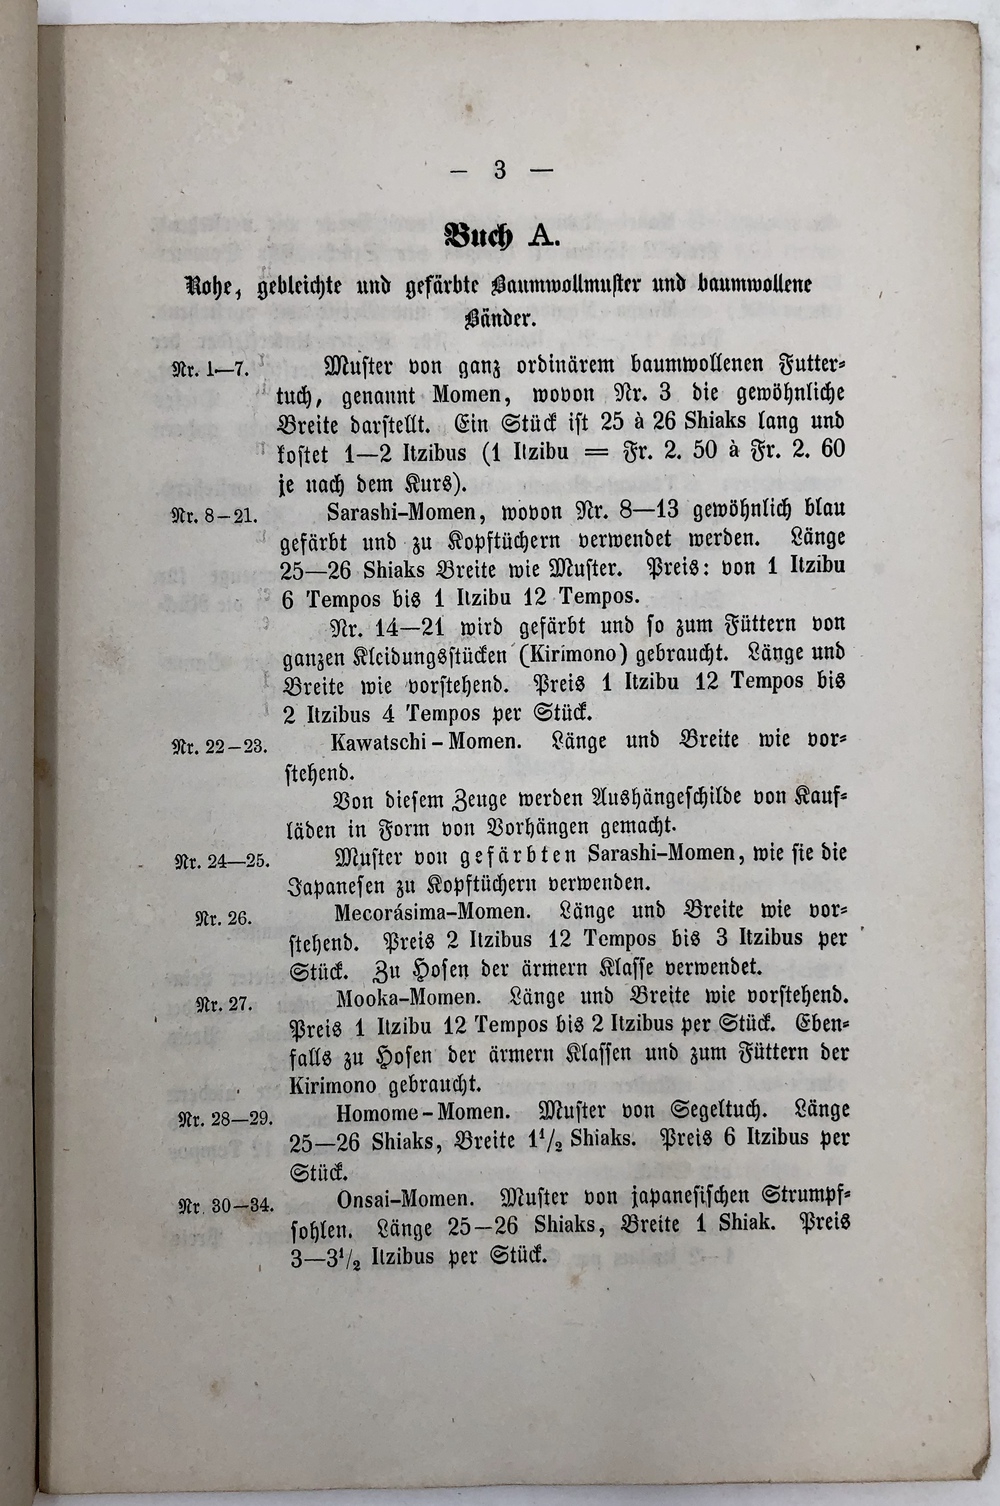 — 3 —
Buch A.
Rohe, gebleichte und gefärbte Baumwollmuster und baumwollene
Bänder.
Nr. 1—7. Muster von ganz ordinärem baumwollenen Futter-
tuch, genannt Momen, wovon Nr. 3 die gewöhnliche
Breite darstellt. Ein Stück ist 25 à 26 Shiaks lang und
kostet 1—2 Itzibus (1 Itzibu = Fr. 2. 50 à Fr. 2. 60
je nach dem Kurs).
Nr. 8–21. Sarashi-Momen, wovon Nr. 8—13 gewöhnlich blau
gefärbt und zu Kopftüchern verwendet werden. Länge
25—26 Shiaks Breite wie Muster. Preis: von 1 Itzibu
6 Tempos bis 1 Itzibu 12 Tempos.
Nr. 14—21 wird gefärbt und so zum Füttern von
ganzen Kleidungsstücken (Kirimono) gebraucht. Länge und
Breite wie vorstehend. Preis 1 Itzibu 12 Tempos bis
2 Itzibus 4 Tempos per Stück.
Nr. 22–23. Kawatschi-Momen. Länge und Breite wie vor-
stehend.
Von diesem Zeuge werden Aushängeschilde von Kauf-
läden in Form von Vorhängen gemacht.
Nr. 24—25. Muster von gefärbten Sarashi-Momen, wie sie die
Japanesen zu Kopftüchern verwenden.
Nr. 26. Mecorásima-Momen. Länge und Breite wie vor-
stehend. Preis 2 Itzibus 12 Tempos bis 3 Itzibus per
Stück. Zu Hosen der ärmern Klasse verwendet.
Nr. 27. Mooka-Momen. Länge und Breite wie vorstehend.
Preis 1 Itzibu 12 Tempos bis 2 Itzibus per Stück. Eben-
falls zu Hosen der ärmern Klassen und zum Füttern der
Kirimono gebraucht.
Nr. 28—29. Homome-Momen. Muster von Segeltuch. Länge
25—26 Shiaks, Breite 1½ Shiaks. Preis 6 Itzibus per
Stück.
Nr. 30—34. Onsai-Momen. Muster von japanesischen Strumpf-
sohlen. Länge 25—26 Shiaks, Breite 1 Shiak. Preis
3—3½ Itzibus per Stück.